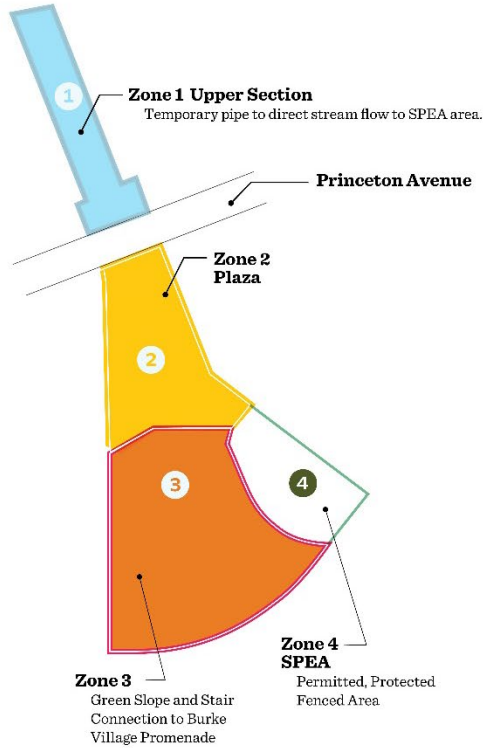 1
Zone 1 Upper Section
Temporary pipe to direct stream flow to SPEA area.
Princeton Avenue
Zone 2
Plaza
2
3
4
Zone 4
SPEA
Permitted, Protected
Fenced Area
Zone 3
Green Slope and Stair
Connection to Burke
Village Promenade